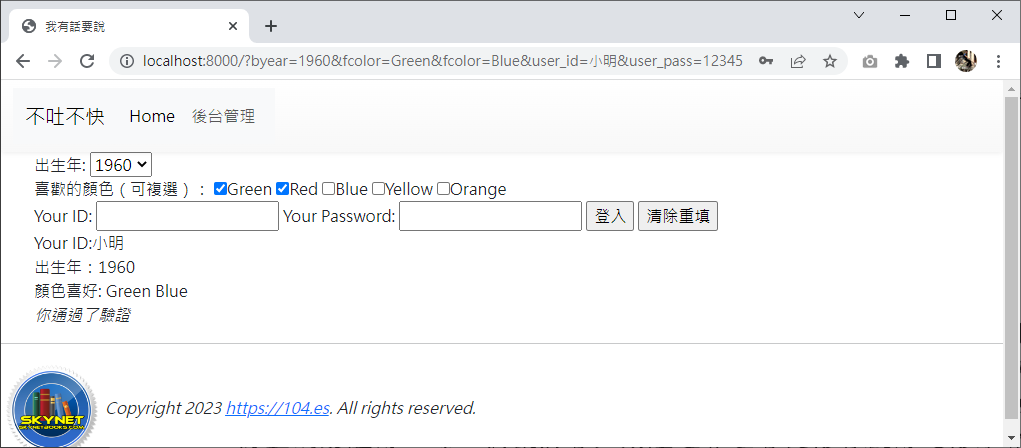 我有話要說
localhost:8000/?byear=1960&fcolor=Green&fcolor=Blue&user_id=小明&user_pass=12345
不吐不快 Home 後台管理
出生年: 1960
喜歡的顏色（可複選）： Green Red Blue Yellow Orange
Your ID: Your Password: 登入 清除重填
Your ID:小明
出生年：1960
顏色喜好: Green Blue
你通過了驗證
SKYNET
SKYNETBOOKS.COM
Copyright 2023 https://104.es. All rights reserved.